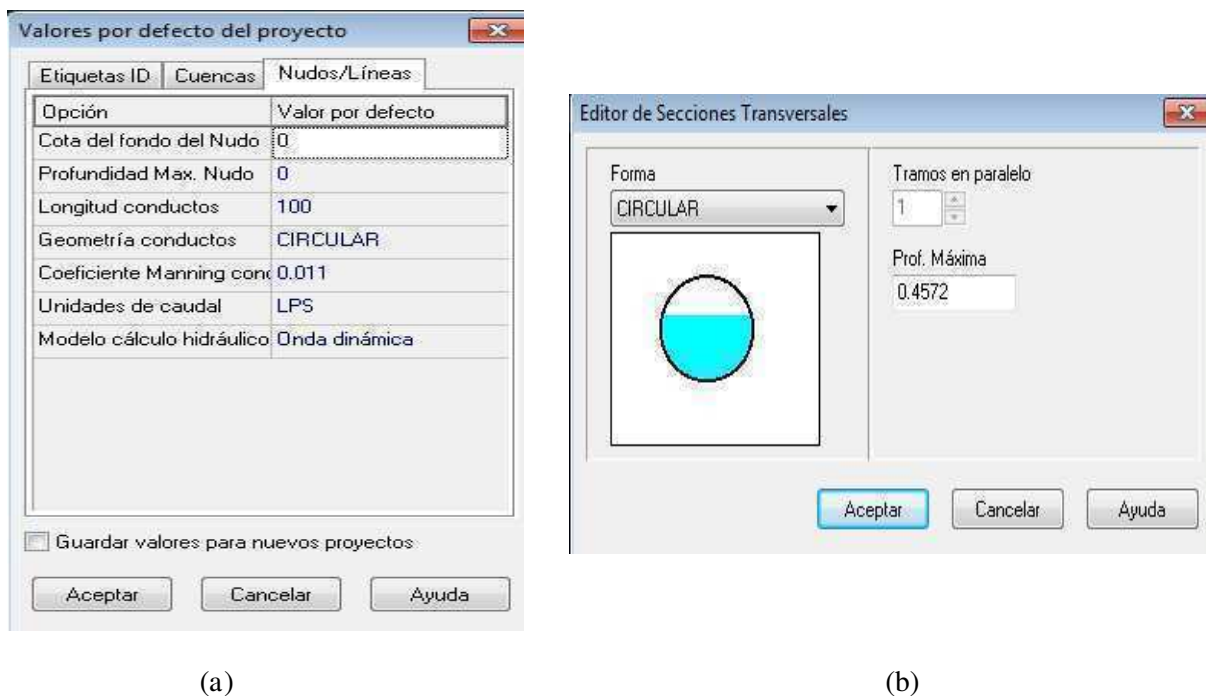 Valores por defecto del proyecto
Etiquetas ID Cuencas Nudos/Líneas
Opción Valor por defecto
Cota del fondo del Nudo 0
Profundidad Max. Nudo 0
Longitud conductos 100
Geometría conductos CIRCULAR
Coeficiente Manning con 0.011
Unidades de caudal LPS
Modelo cálculo hidráulico Onda dinámica
Guardar valores para nuevos proyectos
Aceptar Cancelar Ayuda
(a)
Editor de Secciones Transversales
Forma
CIRCULAR
Tramos en paralelo
1
Prof. Máxima
0.4572
Aceptar Cancelar Ayuda
(b)